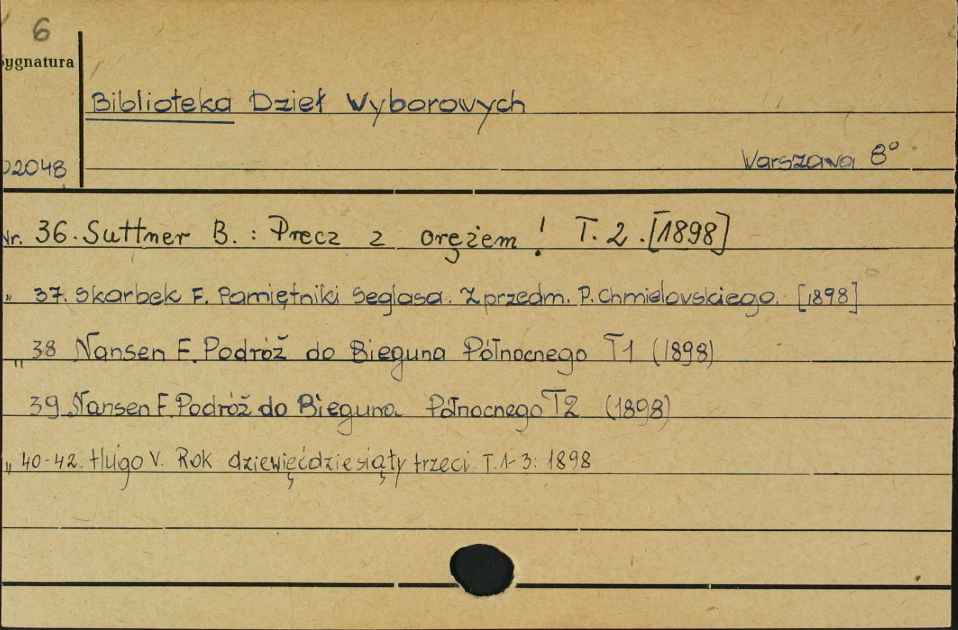 6
Sygnatura
Biblioteka Dzieł Wyborowych
02048
Warszawa 8°
Nr. 36. Suttner B. : Precz z orężem! T. 2. [1898]
„ 37. Skarbek F. Pamiętniki Seglasa. Z przedm. P. Chmielowskiego. [1898]
„ 38 Nansen F. Podróż do Bieguna Północnego T1 (1898)
39 Nansen F. Podróż do Bieguna Północnego T2 (1898)
„ 40-42. Hugo V. Rok dziewięćdziesiąty trzeci. T. 1-3. 1898